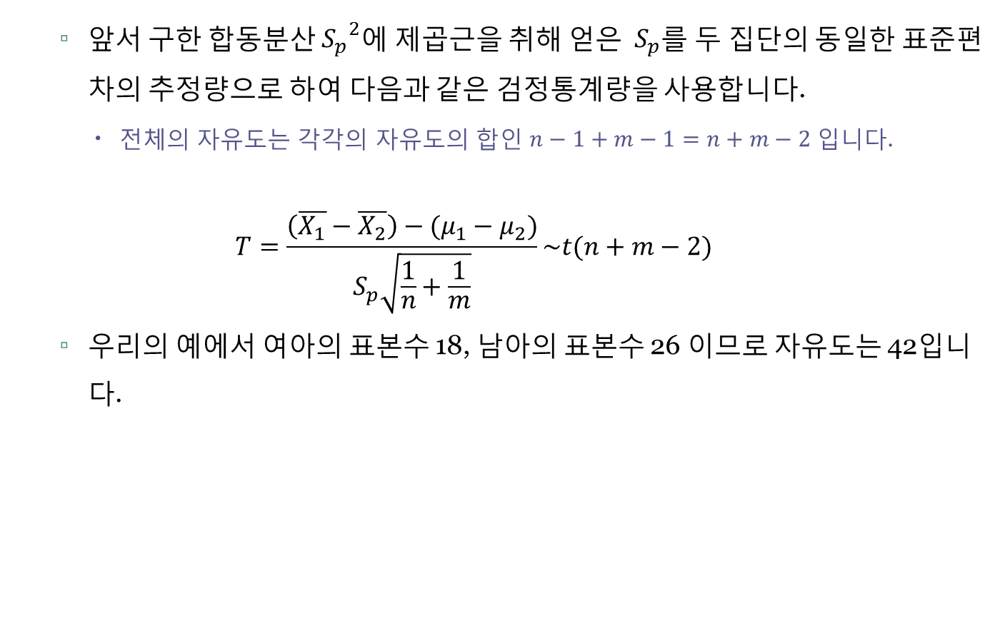 ▫ 앞서 구한 합동분산 $S_p{}^2$에 제곱근을 취해 얻은 $S_p$를 두 집단의 동일한 표준편
차의 추정량으로 하여 다음과 같은 검정통계량을 사용합니다.
• 전체의 자유도는 각각의 자유도의 합인 $n-1+m-1=n+m-2$ 입니다.
$T=\frac{(\overline{X_1}-\overline{X_2})-(\mu_1-\mu_2)}{S_p\sqrt{\frac{1}{n}+\frac{1}{m}}}\sim t(n+m-2)$
▫ 우리의 예에서 여아의 표본수 18, 남아의 표본수 26 이므로 자유도는 42입니
다.